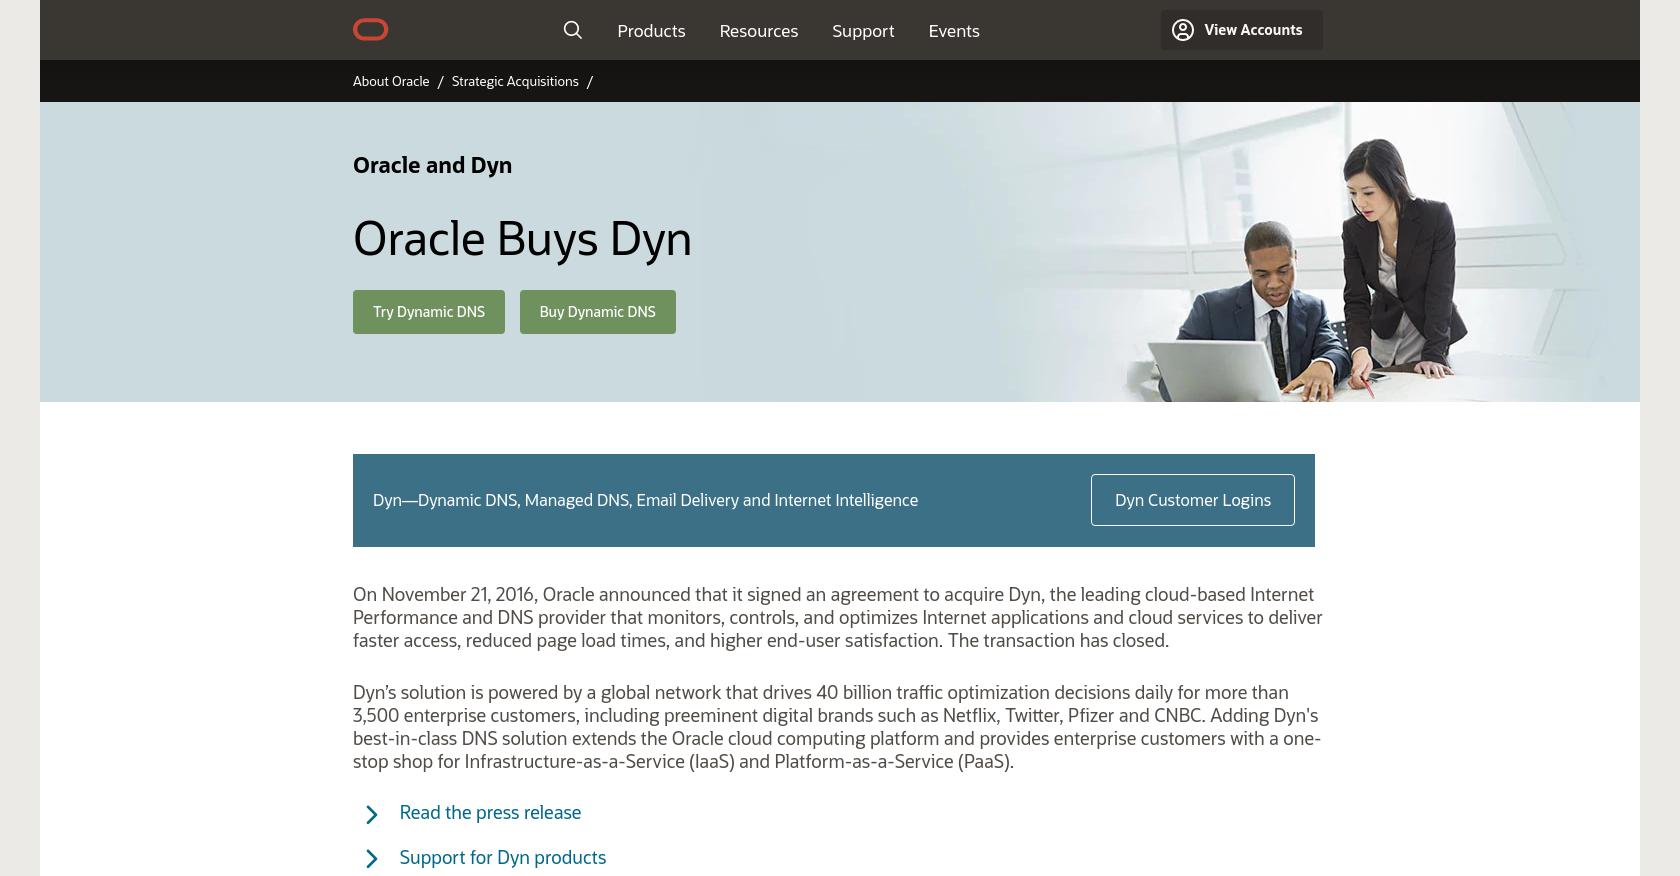 Products Resources Support Events View Accounts
About Oracle / Strategic Acquisitions /
Oracle and Dyn
Oracle Buys Dyn
Try Dynamic DNS Buy Dynamic DNS
Dyn—Dynamic DNS, Managed DNS, Email Delivery and Internet Intelligence Dyn Customer Logins
On November 21, 2016, Oracle announced that it signed an agreement to acquire Dyn, the leading cloud-based Internet
Performance and DNS provider that monitors, controls, and optimizes Internet applications and cloud services to deliver
faster access, reduced page load times, and higher end-user satisfaction. The transaction has closed.
Dyn’s solution is powered by a global network that drives 40 billion traffic optimization decisions daily for more than
3,500 enterprise customers, including preeminent digital brands such as Netflix, Twitter, Pfizer and CNBC. Adding Dyn's
best-in-class DNS solution extends the Oracle cloud computing platform and provides enterprise customers with a one-
stop shop for Infrastructure-as-a-Service (IaaS) and Platform-as-a-Service (PaaS).
Read the press release
Support for Dyn products